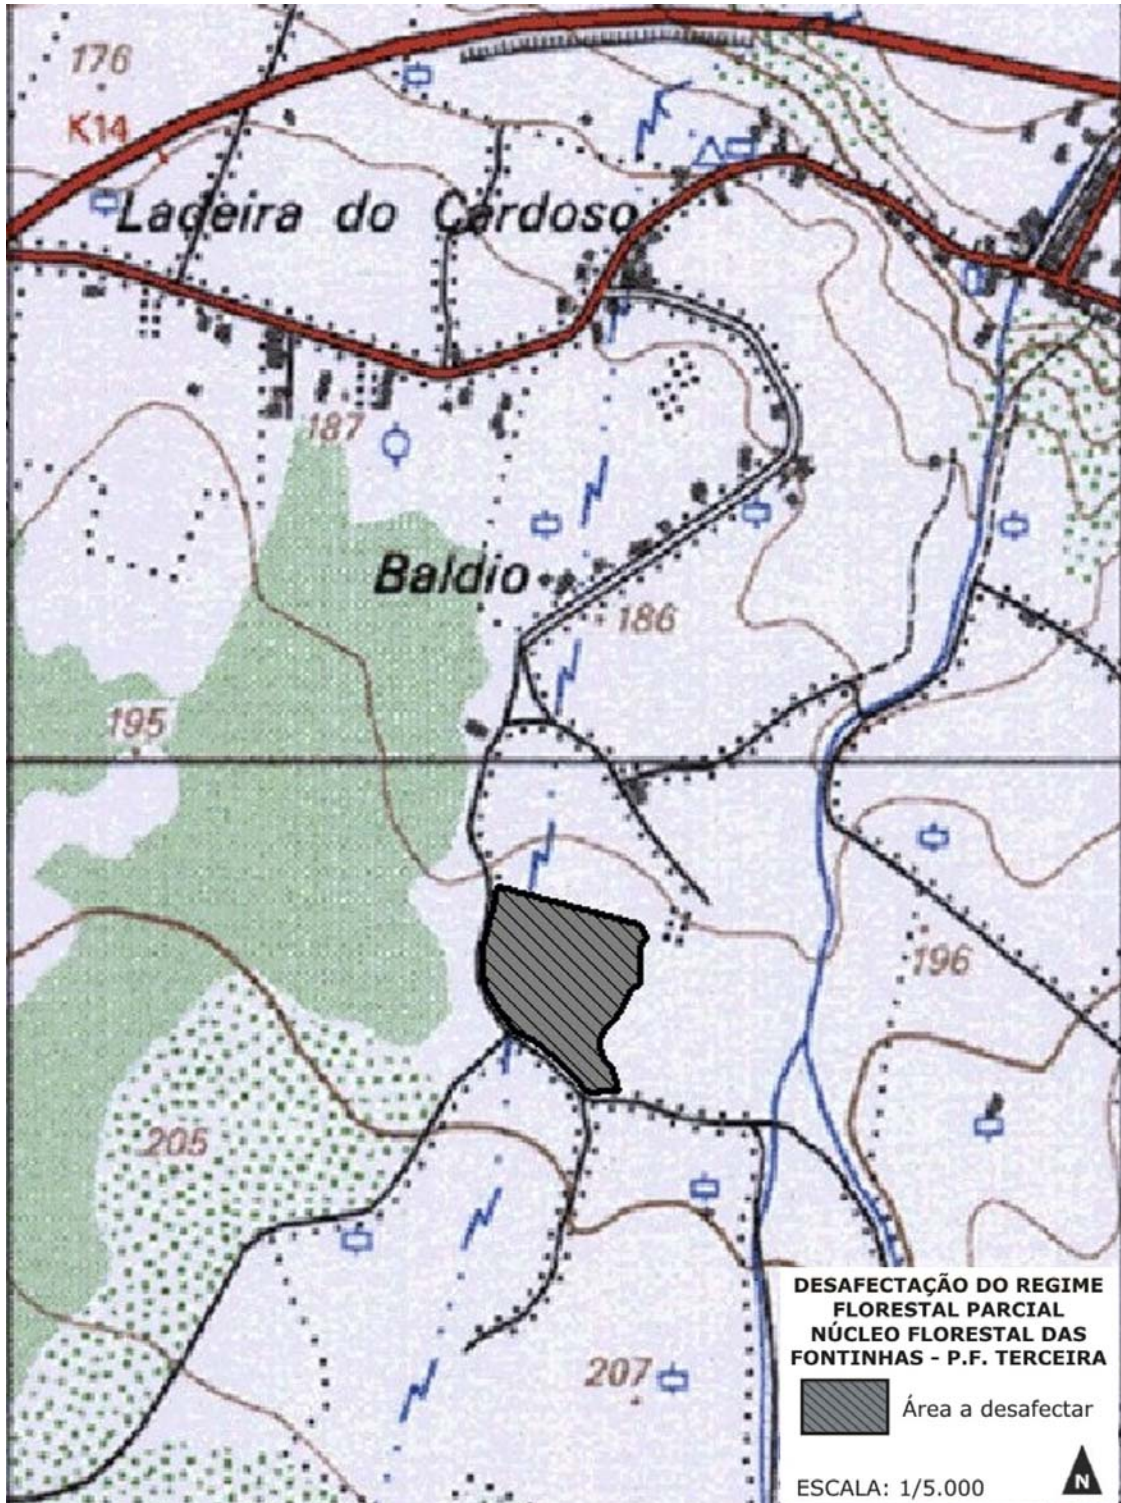 176
K14
Ladeira do Cardoso
187
Baldio
186
195
196
205
207
DESAFECTAÇÃO DO REGIME
FLORESTAL PARCIAL
NÚCLEO FLORESTAL DAS
FONTINHAS - P.F. TERCEIRA
Área a desafectar
ESCALA: 1/5.000
N